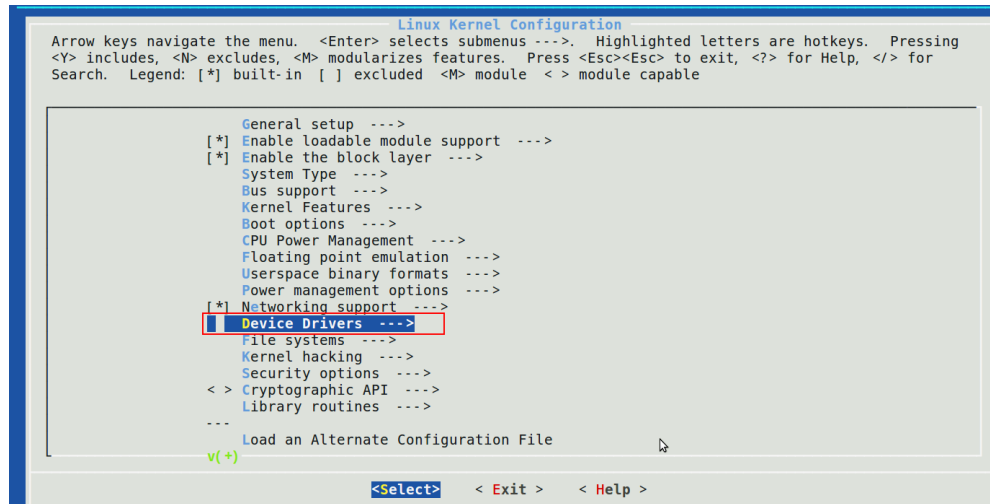 Linux Kernel Configuration
Arrow keys navigate the menu. <Enter> selects submenus --->. Highlighted letters are hotkeys. Pressing
<Y> includes, <N> excludes, <M> modularizes features. Press <Esc><Esc> to exit, <?> for Help, </> for
Search. Legend: [*] built-in [ ] excluded <M> module < > module capable
General setup --->
[*] Enable loadable module support --->
[*] Enable the block layer --->
System Type --->
Bus support --->
Kernel Features --->
Boot options --->
CPU Power Management --->
Floating point emulation --->
Userspace binary formats --->
Power management options --->
[*] Networking support --->
Device Drivers --->
File systems --->
Kernel hacking --->
Security options --->
< > Cryptographic API --->
Library routines --->
---
Load an Alternate Configuration File
v(+)
<Select> < Exit > < Help >